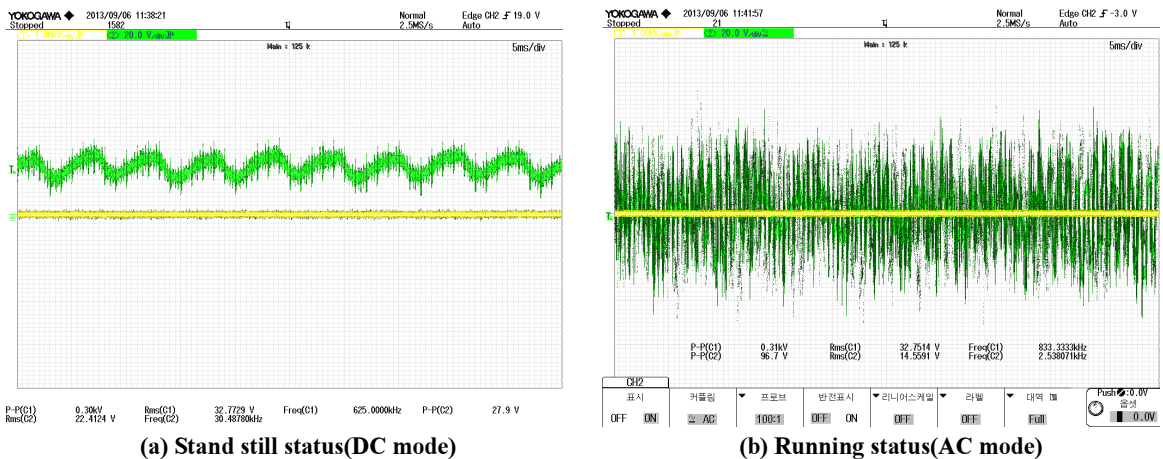 YOKOGAWA ◆ 2013/09/06 11:38:21 Normal Edge CH2 ƒ 19.0 V
Stopped 1582 2.5MS/s Auto
20.0 V/div
Main : 125 k 5ms/div
P-P(C1) 0.30kV Rms(C1) 32.7729 V Freq(C1) 625.0000kHz P-P(C2) 27.9 V
Rms(C2) 22.4124 V Freq(C2) 30.48780kHz
(a) Stand still status(DC mode)
YOKOGAWA ◆ 2013/09/06 11:41:57 Normal Edge CH2 ƒ -3.0 V
Stopped 21 2.5MS/s Auto
20.0 V/div
Main : 125 k 5ms/div
P-P(C1) 0.31kV Rms(C1) 32.7514 V Freq(C1) 833.3333kHz
P-P(C2) 96.7 V Rms(C2) 14.5591 V Freq(C2) 2.538071kHz
CH2
표시 커플링 프로브 반전표시 리니어스케일 라벨 대역 Push :0.0V
옵셋
OFF ON AC 100:1 OFF ON OFF OFF Full 0.0V
(b) Running status(AC mode)